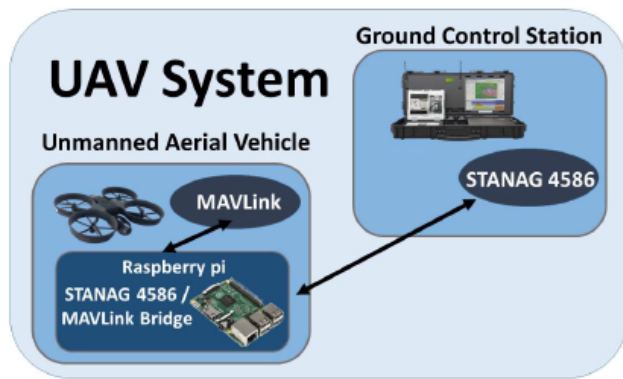 Ground Control Station
UAV System
Unmanned Aerial Vehicle
STANAG 4586
MAVLink
Raspberry pi
STANAG 4586 /
MAVLink Bridge